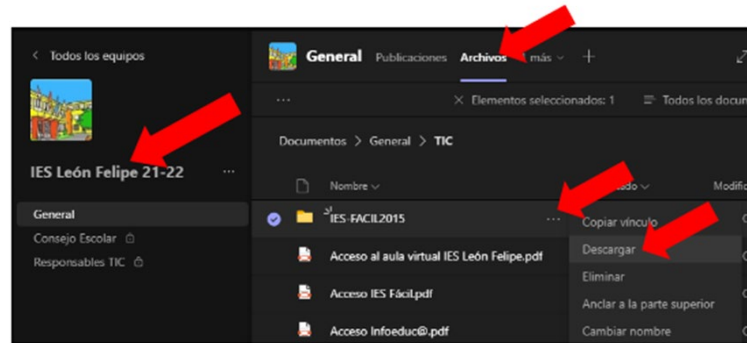 < Todos los equipos
IES León Felipe 21-22
...
General
Consejo Escolar
Responsables TIC
General Publicaciones Archivos más +
... × Elementos seleccionados: 1 Todos los docum
Documentos > General > TIC
Nombre
IES-FACIL2015 ...
Acceso al aula virtual IES León Felipe.pdf
Acceso IES Fácil.pdf
Acceso Infoeduc@.pdf
Copiar vínculo
Descargar
Eliminar
Anclar a la parte superior
Cambiar nombre